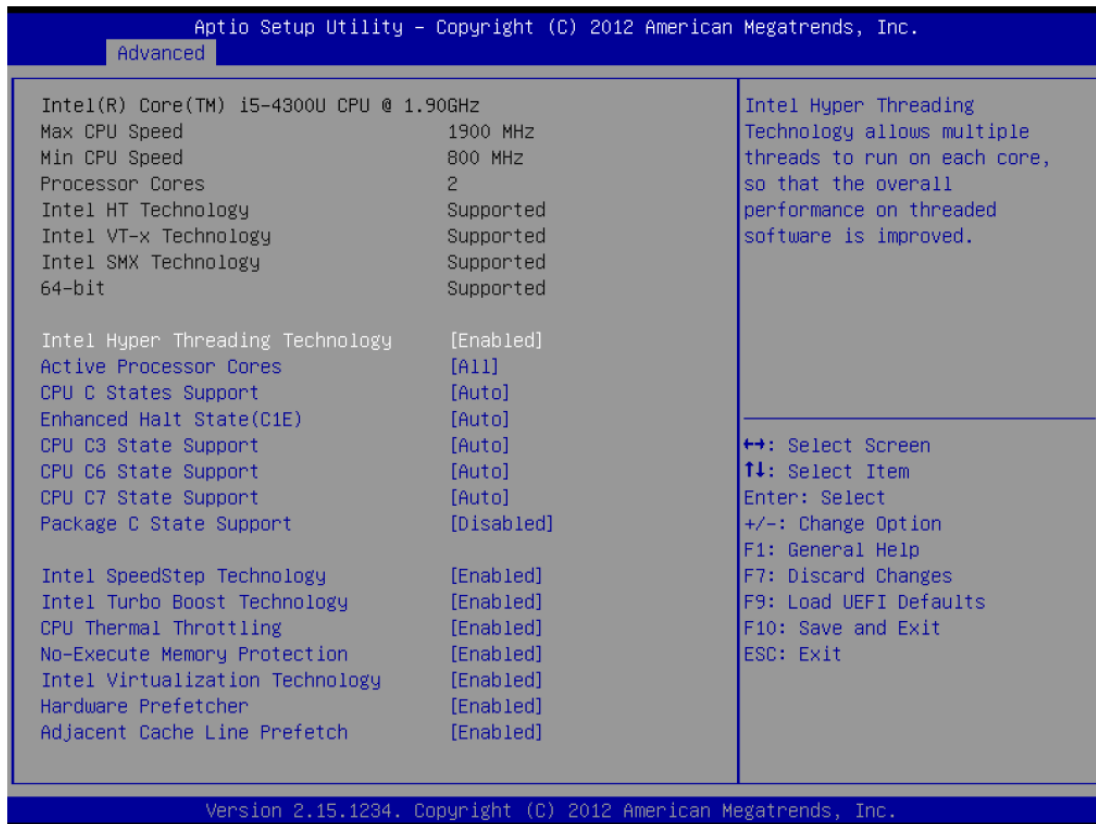 Aptio Setup Utility – Copyright (C) 2012 American Megatrends, Inc.
Advanced
Intel(R) Core(TM) i5-4300U CPU @ 1.90GHz
Max CPU Speed 1900 MHz
Min CPU Speed 800 MHz
Processor Cores 2
Intel HT Technology Supported
Intel VT-x Technology Supported
Intel SMX Technology Supported
64-bit Supported
Intel Hyper Threading Technology [Enabled]
Active Processor Cores [All]
CPU C States Support [Auto]
Enhanced Halt State(C1E) [Auto]
CPU C3 State Support [Auto]
CPU C6 State Support [Auto]
CPU C7 State Support [Auto]
Package C State Support [Disabled]
Intel SpeedStep Technology [Enabled]
Intel Turbo Boost Technology [Enabled]
CPU Thermal Throttling [Enabled]
No-Execute Memory Protection [Enabled]
Intel Virtualization Technology [Enabled]
Hardware Prefetcher [Enabled]
Adjacent Cache Line Prefetch [Enabled]
Intel Hyper Threading
Technology allows multiple
threads to run on each core,
so that the overall
performance on threaded
software is improved.
↔: Select Screen
↑↓: Select Item
Enter: Select
+/-: Change Option
F1: General Help
F7: Discard Changes
F9: Load UEFI Defaults
F10: Save and Exit
ESC: Exit
Version 2.15.1234. Copyright (C) 2012 American Megatrends, Inc.